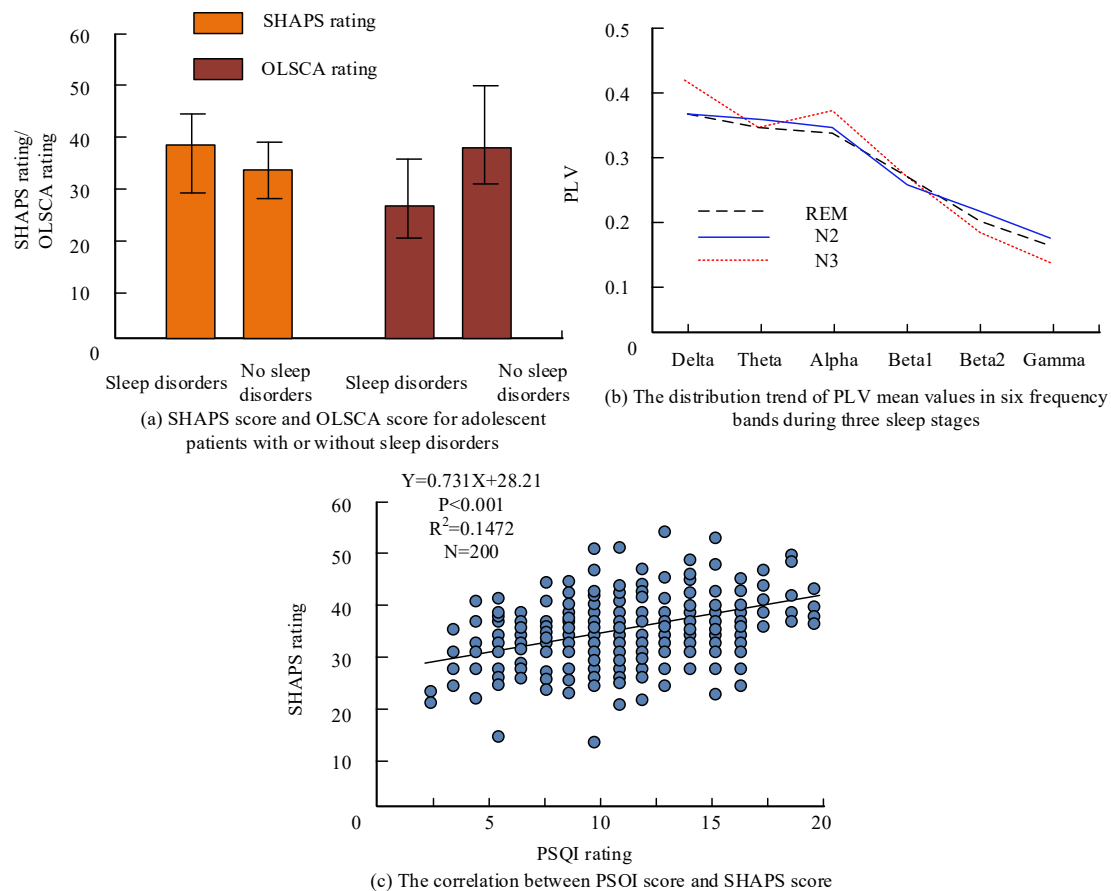 60
50
40
30
20
10
0
SHAPS rating/
OLSCA rating
SHAPS rating
OLSCA rating
Sleep disorders
No sleep
disorders
Sleep disorders
No sleep
disorders
(a) SHAPS score and OLSCA score for adolescent
patients with or without sleep disorders
0.5
0.4
0.3
0.2
0.1
0
PLV
REM
N2
N3
Delta Theta Alpha Beta1 Beta2 Gamma
(b) The distribution trend of PLV mean values in six frequency
bands during three sleep stages
Y=0.731X+28.21
P<0.001
R²=0.1472
N=200
60
50
40
30
20
10
SHAPS rating
0 5 10 15 20
PSQI rating
(c) The correlation between PSOI score and SHAPS score